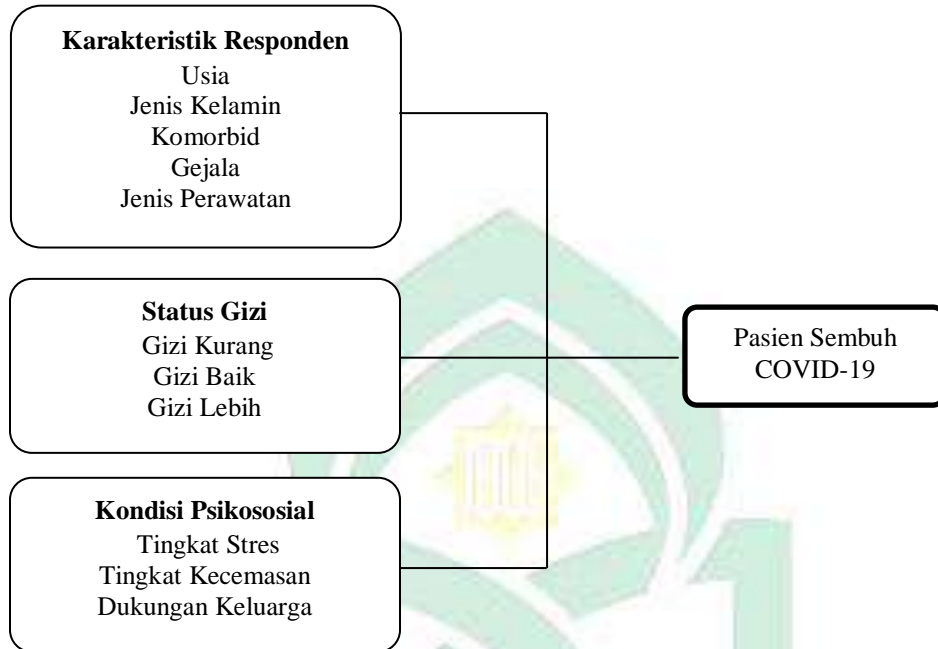 Karakteristik Responden
Usia
Jenis Kelamin
Komorbid
Gejala
Jenis Perawatan
Status Gizi
Gizi Kurang
Gizi Baik
Gizi Lebih
Kondisi Psikososial
Tingkat Stres
Tingkat Kecemasan
Dukungan Keluarga
Pasien Sembuh
COVID-19